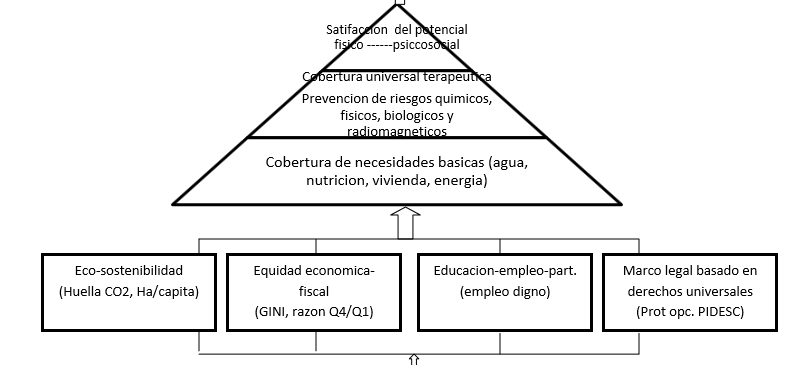 Satifaccion del potencial
fisico ------psiccosocial
Cobertura universal terapeutica
Prevencion de riesgos quimicos,
fisicos, biologicos y
radiomagneticos
Cobertura de necesidades basicas (agua,
nutricion, vivienda, energia)
Eco-sostenibilidad
(Huella CO2, Ha/capita)
Equidad economica-
fiscal
(GINI, razon Q4/Q1)
Educacion-empleo-part.
(empleo digno)
Marco legal basado en
derechos universales
(Prot opc. PIDESC)